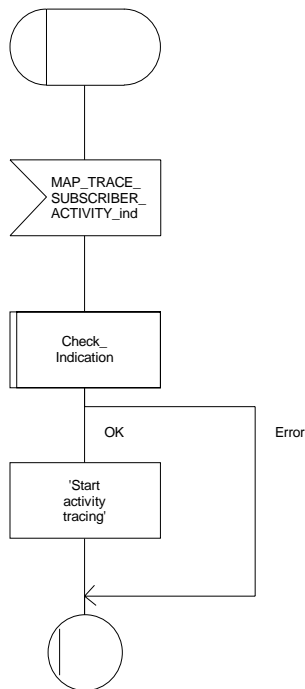 MAP_TRACE_
SUBSCRIBER_
ACTIVITY_ind
Check_
Indication
OK
Error
'Start
activity
tracing'